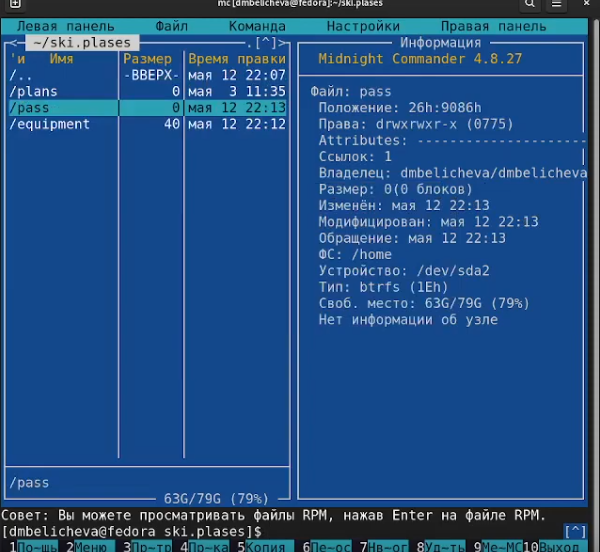 mc [dmbelicheva@fedora]:~/ski.plases
Левая панель Файл Команда Настройки Правая панель
<─ ~/ski.plases .[^]>
'и Имя Размер Время правки
/.. -ВВЕРХ- мая 12 22:07
/plans 0 мая 3 11:35
/pass 0 мая 12 22:13
/equipment 40 мая 12 22:12
/pass
63G/79G (79%)
Информация
Midnight Commander 4.8.27
Файл: pass
Положение: 26h:9086h
Права: drwxrwxr-x (0775)
Attributes: ---------------------
Ссылок: 1
Владелец: dmbelicheva/dmbelicheva
Размер: 0(0 блоков)
Изменён: мая 12 22:13
Модифицирован: мая 12 22:13
Обращение: мая 12 22:13
ФС: /home
Устройство: /dev/sda2
Тип: btrfs (1Eh)
Своб. место: 63G/79G (79%)
Нет информации об узле
Совет: Вы можете просматривать файлы RPM, нажав Enter на файле RPM.
[dmbelicheva@fedora ski.plases]$ [^]
1По~щь 2Меню 3Пр~тр 4Пр~ка 5Копия 6Пе~ос 7Нв~ог 8Уд~ть 9Ме~МС 10Выход